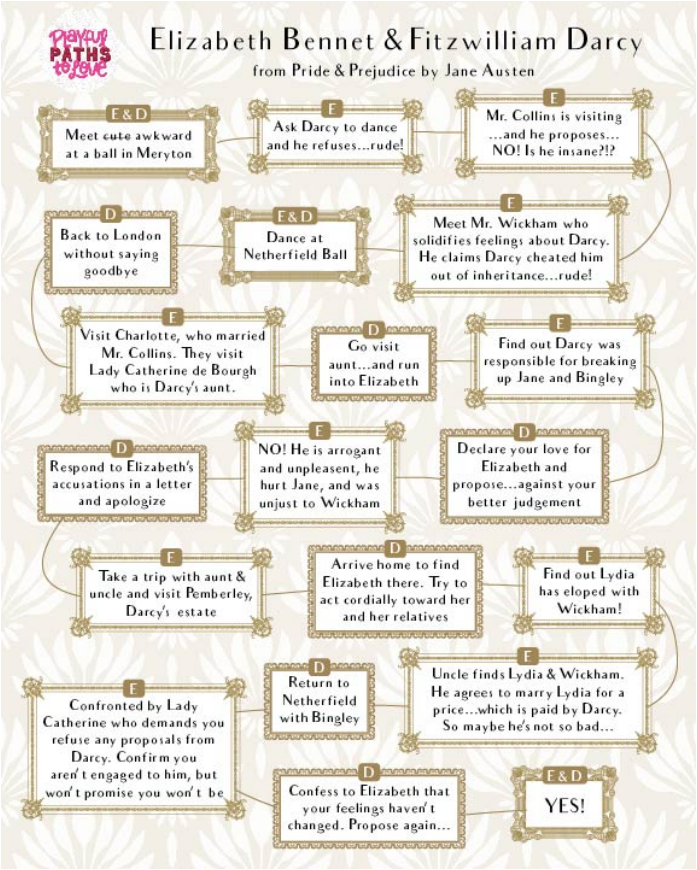 Playful
PATHS
to Love
Elizabeth Bennet & Fitzwilliam Darcy
from Pride & Prejudice by Jane Austen
E & D
Meet cute awkward
at a ball in Meryton
E
Ask Darcy to dance
and he refuses...rude!
E
Mr. Collins is visiting
...and he proposes...
NO! Is he insane?!?
E
Meet Mr. Wickham who
solidifies feelings about Darcy.
He claims Darcy cheated him
out of inheritance...rude!
E & D
Dance at
Netherfield Ball
D
Back to London
without saying
goodbye
E
Visit Charlotte, who married
Mr. Collins. They visit
Lady Catherine de Bourgh
who is Darcy's aunt.
D
Go visit
aunt...and run
into Elizabeth
E
Find out Darcy was
responsible for breaking
up Jane and Bingley
D
Declare your love for
Elizabeth and
propose...against your
better judgement
E
NO! He is arrogant
and unpleasent, he
hurt Jane, and was
unjust to Wickham
D
Respond to Elizabeth's
accusations in a letter
and apologize
E
Take a trip with aunt &
uncle and visit Pemberley,
Darcy's estate
D
Arrive home to find
Elizabeth there. Try to
act cordially toward her
and her relatives
E
Find out Lydia
has eloped with
Wickham!
E
Uncle finds Lydia & Wickham.
He agrees to marry Lydia for a
price...which is paid by Darcy.
So maybe he's not so bad...
D
Return to
Netherfield
with Bingley
E
Confronted by Lady
Catherine who demands you
refuse any proposals from
Darcy. Confirm you
aren't engaged to him, but
won't promise you won't be
D
Confess to Elizabeth that
your feelings haven't
changed. Propose again...
E & D
YES!